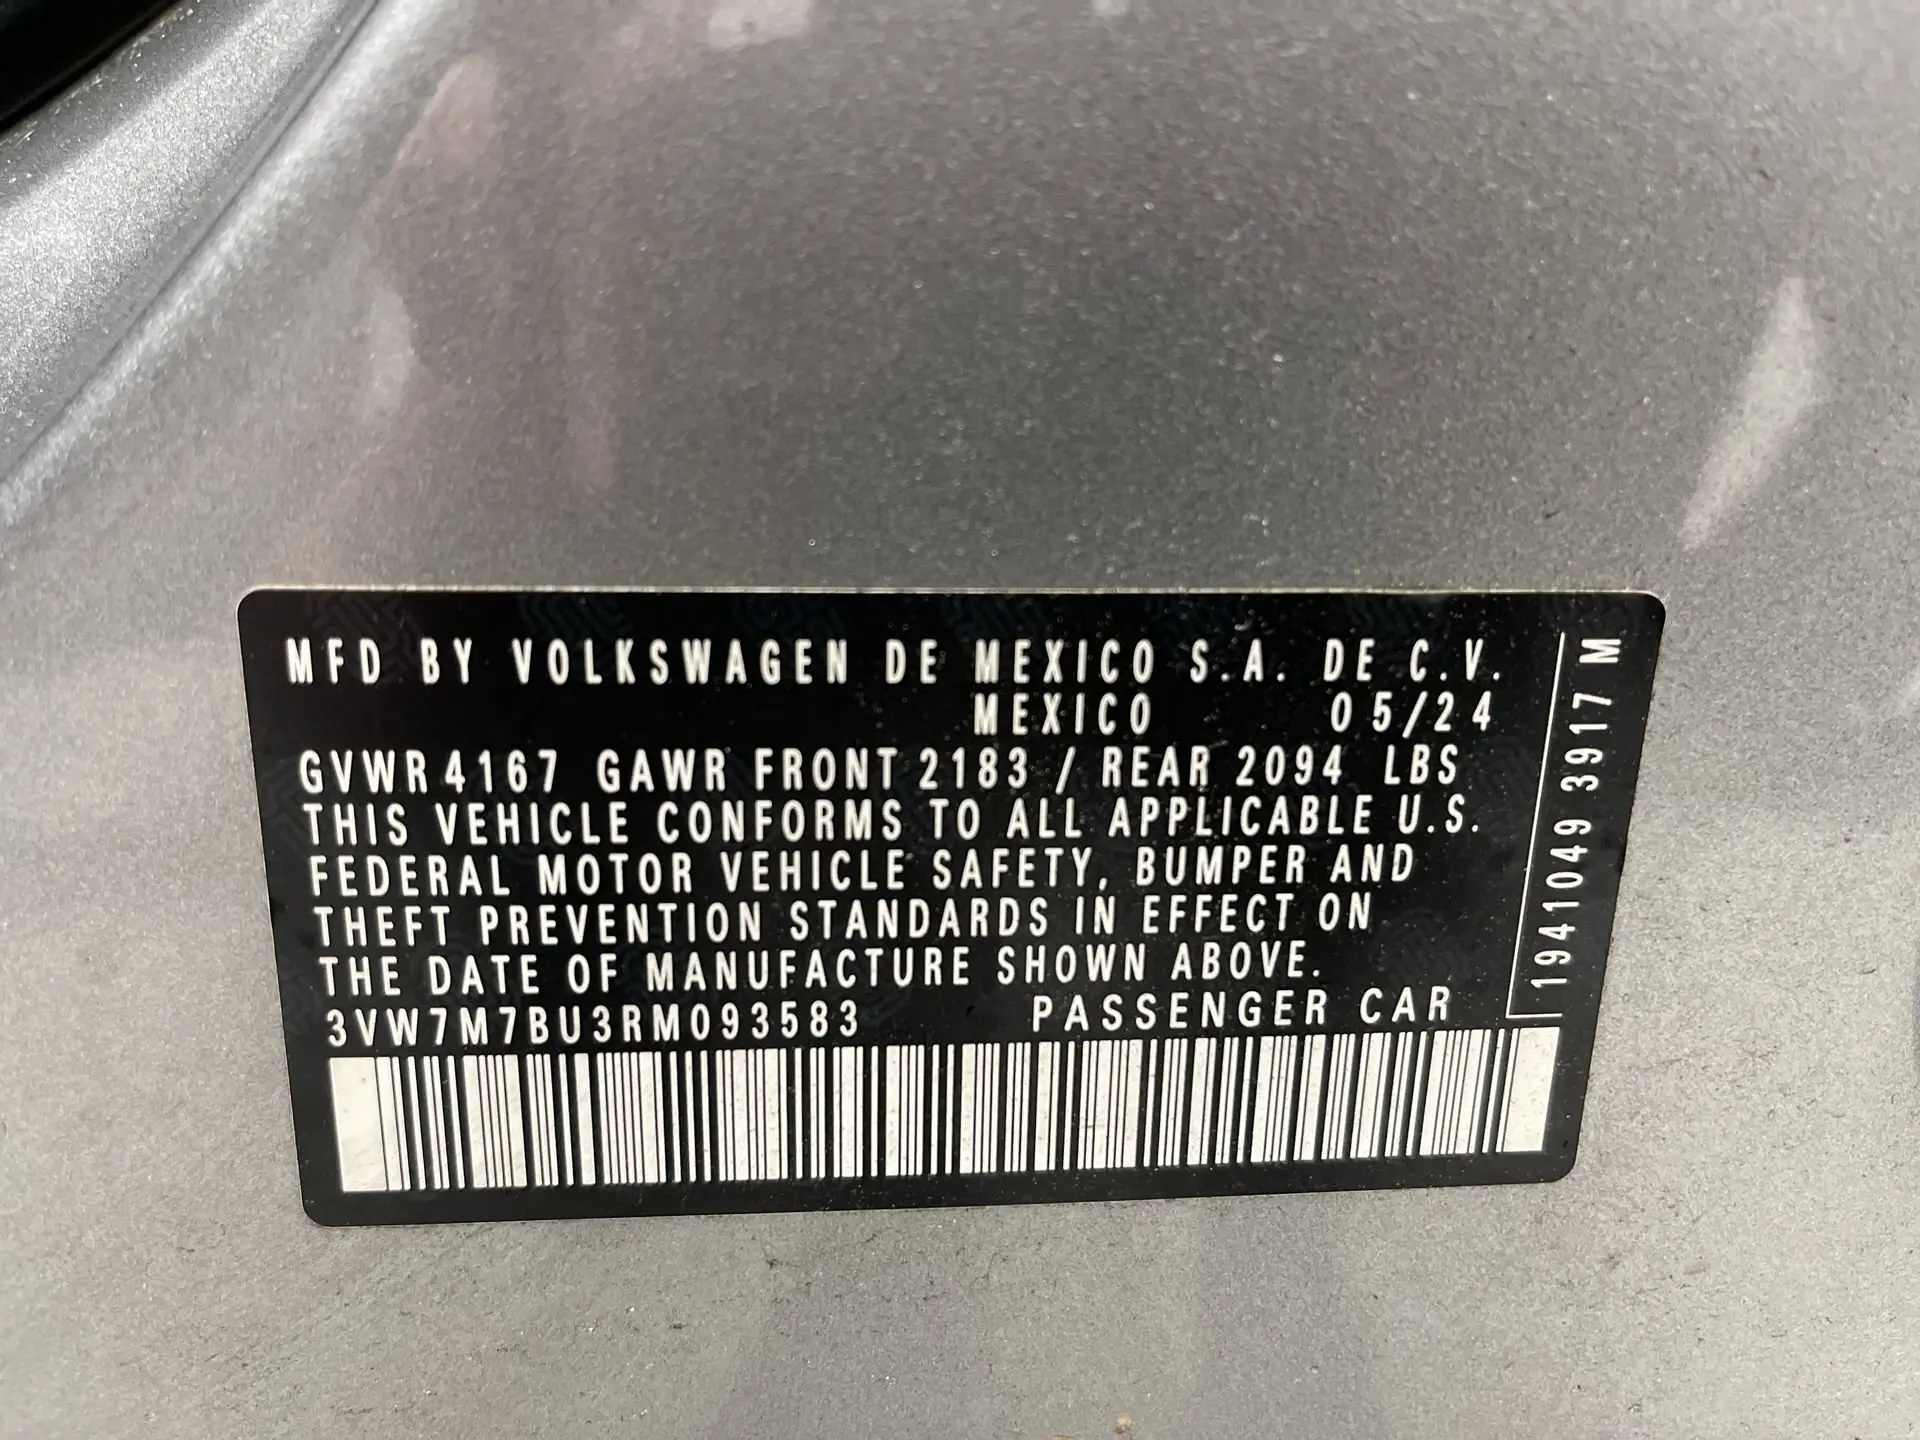 MFD BY VOLKSWAGEN DE MEXICO S.A. DE C.V.
MEXICO 05/24
GVWR 4167 GAWR FRONT 2183 / REAR 2094 LBS
THIS VEHICLE CONFORMS TO ALL APPLICABLE U.S.
FEDERAL MOTOR VEHICLE SAFETY, BUMPER AND
THEFT PREVENTION STANDARDS IN EFFECT ON
THE DATE OF MANUFACTURE SHOWN ABOVE.
3VW7M7BU3RM093583 PASSENGER CAR
1941049 3917 M